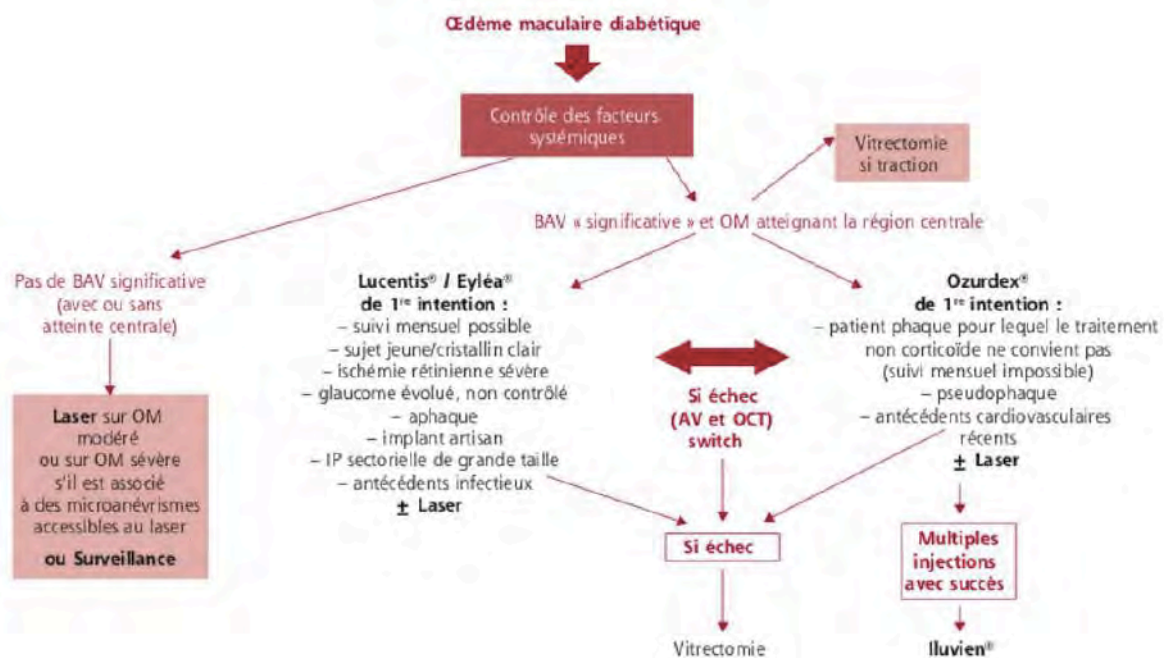 Œdème maculaire diabétique
Contrôle des facteurs
systémiques
Vitrectomie
si traction
BAV « significative » et OM atteignant la région centrale
Pas de BAV significative
(avec ou sans
atteinte centrale)
Laser sur OM
modéré
ou sur OM sévère
s'il est associé
à des microanévrismes
accessibles au laser
ou Surveillance
Lucentis® / Eyléa®
de 1re intention :
– suivi mensuel possible
– sujet jeune/cristallin clair
– ischémie rétinienne sévère
– glaucome évolué, non contrôlé
– aphaque
– implant artisan
– IP sectorielle de grande taille
– antécédents infectieux
± Laser
Si échec
(AV et OCT)
switch
Ozurdex®
de 1re intention :
– patient phaque pour lequel le traitement
non corticoïde ne convient pas
(suivi mensuel impossible)
– pseudophaque
– antécédents cardiovasculaires
récents
± Laser
Si échec
Multiples
injections
avec succès
Vitrectomie
Iluvien®